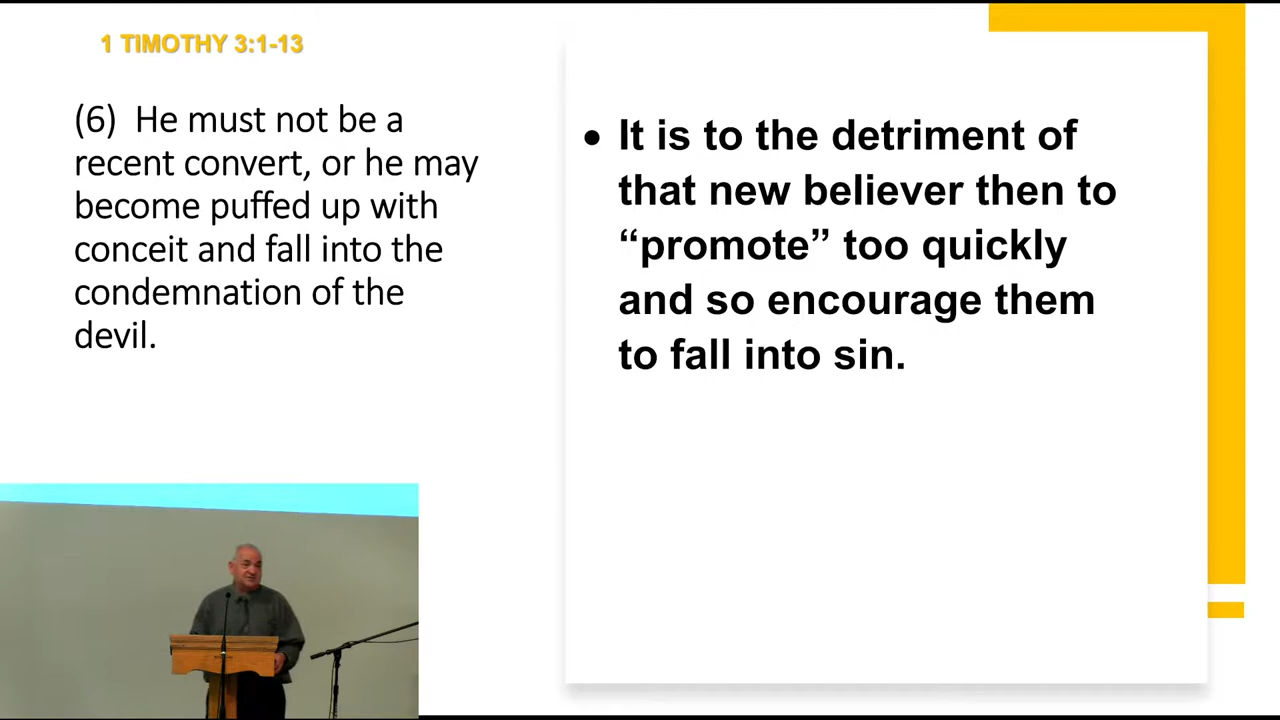 1 TIMOTHY 3:1-13
(6)  He must not be a
recent convert, or he may
become puffed up with
conceit and fall into the
condemnation of the
devil.
• It is to the detriment of
that new believer then to
“promote” too quickly
and so encourage them
to fall into sin.